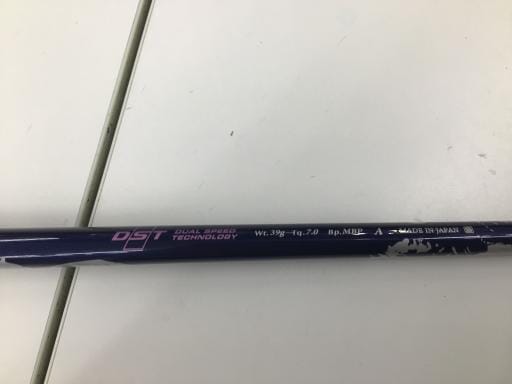 DST DUAL SPEED
TECHNOLOGY
Wt.39g Tq.7.0 Bp.MBP A MADE IN JAPAN